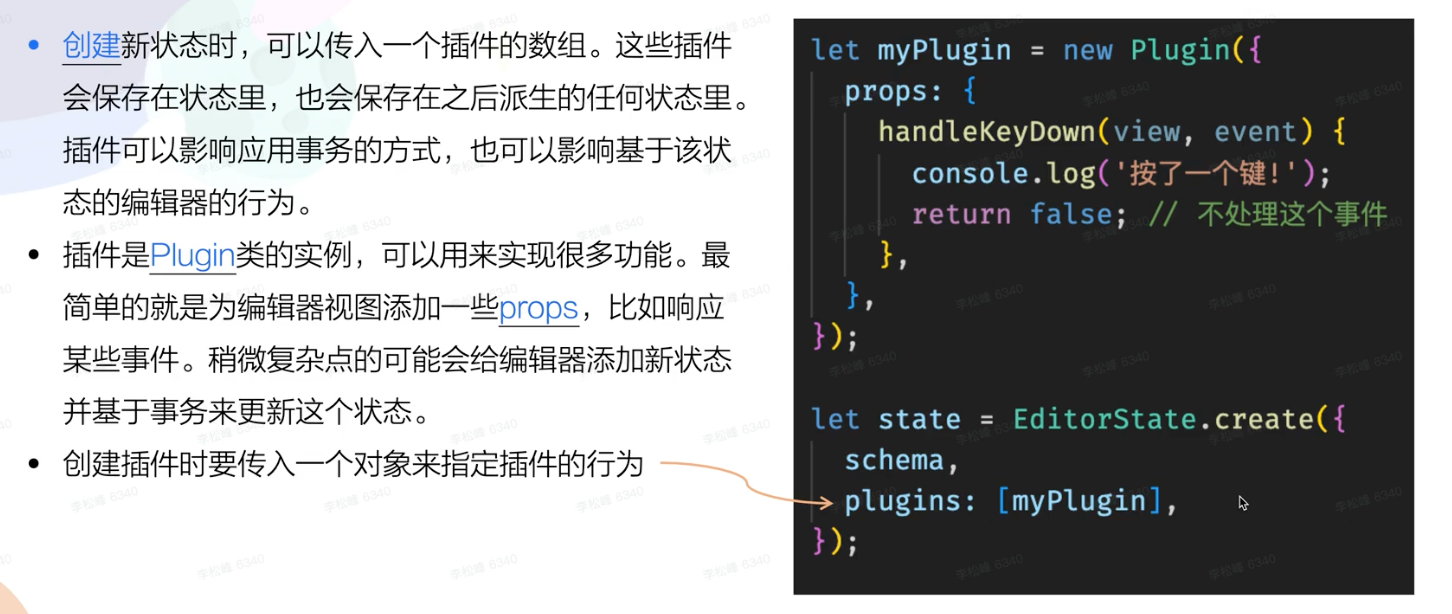 创建新状态时，可以传入一个插件的数组。这些插件
会保存在状态里，也会保存在之后派生的任何状态里。
插件可以影响应用事务的方式，也可以影响基于该状
态的编辑器的行为。
插件是Plugin类的实例，可以用来实现很多功能。最
简单的就是为编辑器视图添加一些props，比如响应
某些事件。稍微复杂点的可能会给编辑器添加新状态
并基于事务来更新这个状态。
创建插件时要传入一个对象来指定插件的行为
let myPlugin = new Plugin({
  props: {
    handleKeyDown(view, event) {
      console.log('按了一个键!');
      return false; // 不处理这个事件
    },
  },
});
let state = EditorState.create({
  schema,
  plugins: [myPlugin],
});
李松峰 6340